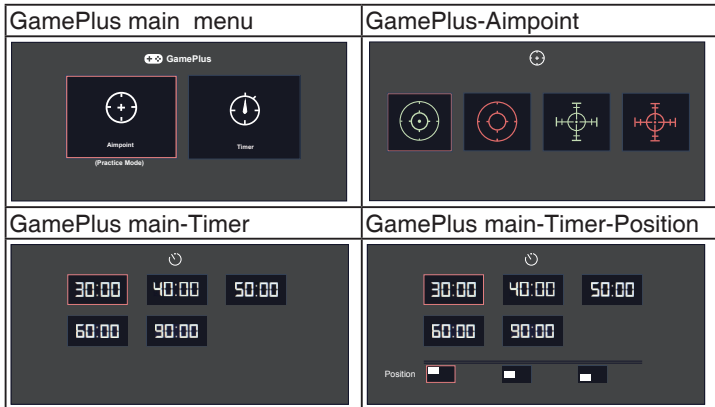 GamePlus main menu
GamePlus-Aimpoint
GamePlus
Aimpoint
Timer
(Practice Mode)
GamePlus main-Timer
GamePlus main-Timer-Position
30:00 40:00 50:00
60:00 90:00
30:00 40:00 50:00
60:00 90:00
Position